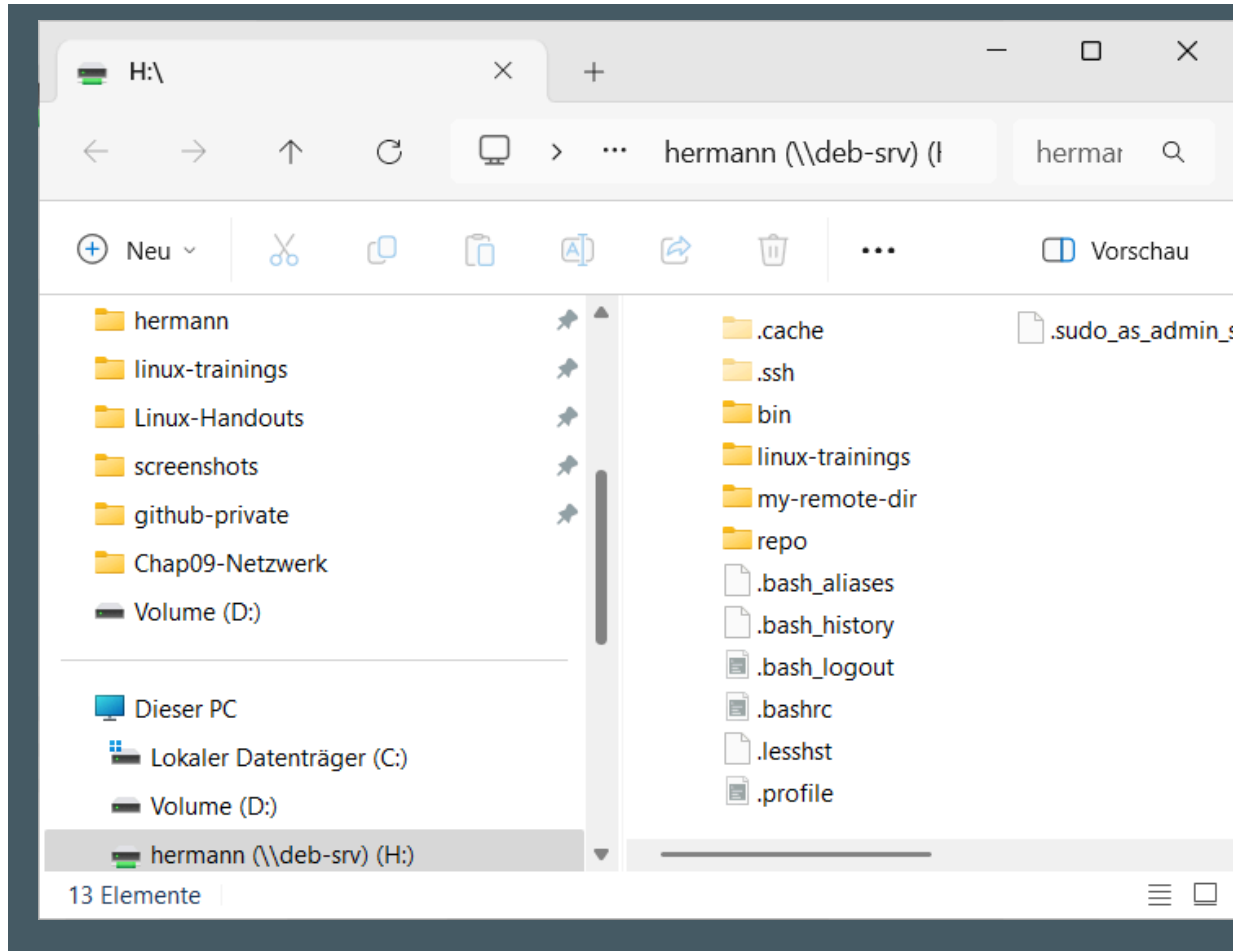 H:\
hermann (\\deb-srv) (
hermar
Neu
Vorschau
hermann
linux-trainings
Linux-Handouts
screenshots
github-private
Chap09-Netzwerk
Volume (D:)
Dieser PC
Lokaler Datenträger (C:)
Volume (D:)
hermann (\\deb-srv) (H:)
.cache
.ssh
bin
linux-trainings
my-remote-dir
repo
.bash_aliases
.bash_history
.bash_logout
.bashrc
.lesshst
.profile
.sudo_as_admin_s
13 Elemente